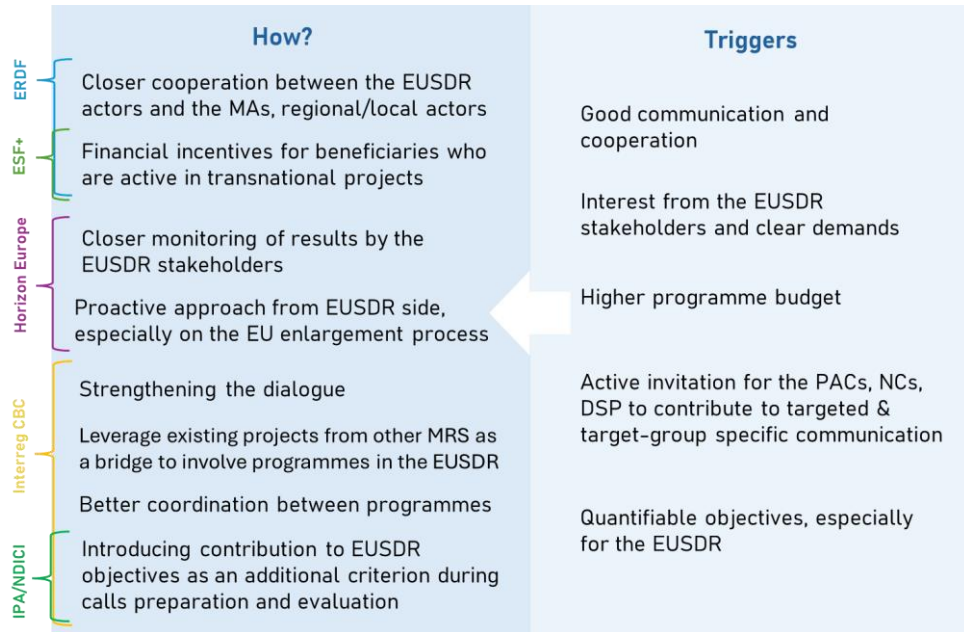 How?
ERDF
Closer cooperation between the EUSDR
actors and the MAs, regional/local actors
ESF+
Financial incentives for beneficiaries who
are active in transnational projects
Horizon Europe
Closer monitoring of results by the
EUSDR stakeholders
Proactive approach from EUSDR side,
especially on the EU enlargement process
Interreg CBC
Strengthening the dialogue
Leverage existing projects from other MRS as
a bridge to involve programmes in the EUSDR
Better coordination between programmes
IPA/NDICI
Introducing contribution to EUSDR
objectives as an additional criterion during
calls preparation and evaluation
Triggers
Good communication and
cooperation
Interest from the EUSDR
stakeholders and clear demands
Higher programme budget
Active invitation for the PACs, NCs,
DSP to contribute to targeted &
target-group specific communication
Quantifiable objectives, especially
for the EUSDR